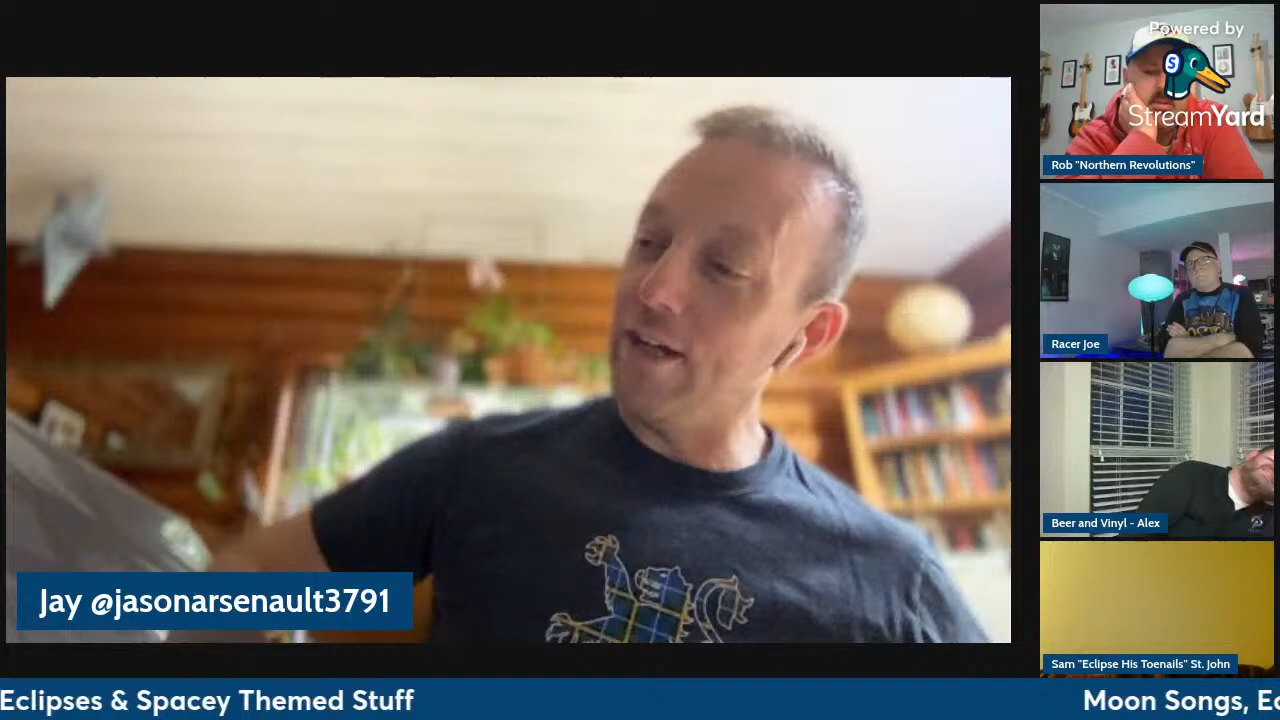 Powered by
StreamYard
Rob "Northern Revolutions"
Racer Joe
Beer and Vinyl - Alex
Sam "Eclipse His Toenails" St. John
Jay @jasonarsenault3791
Eclipses & Spacey Themed Stuff
Moon Songs, Ec